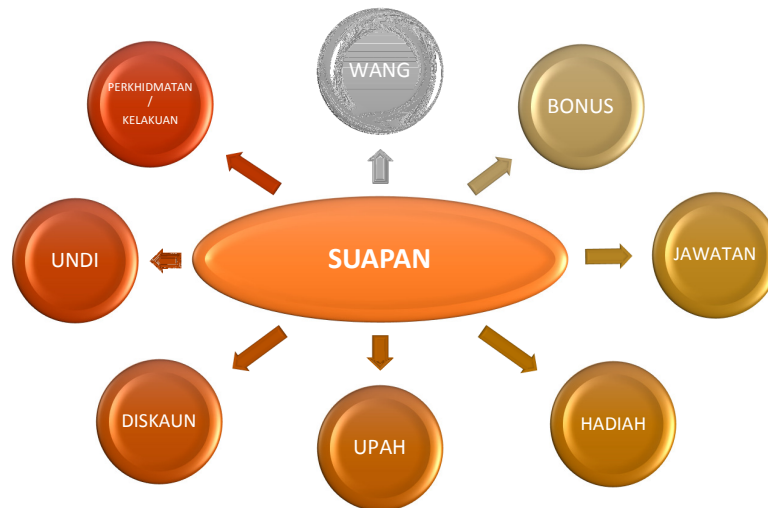 WANG
PERKHIDMATAN
/
KELAKUAN
BONUS
UNDI
SUAPAN
JAWATAN
DISKAUN
UPAH
HADIAH